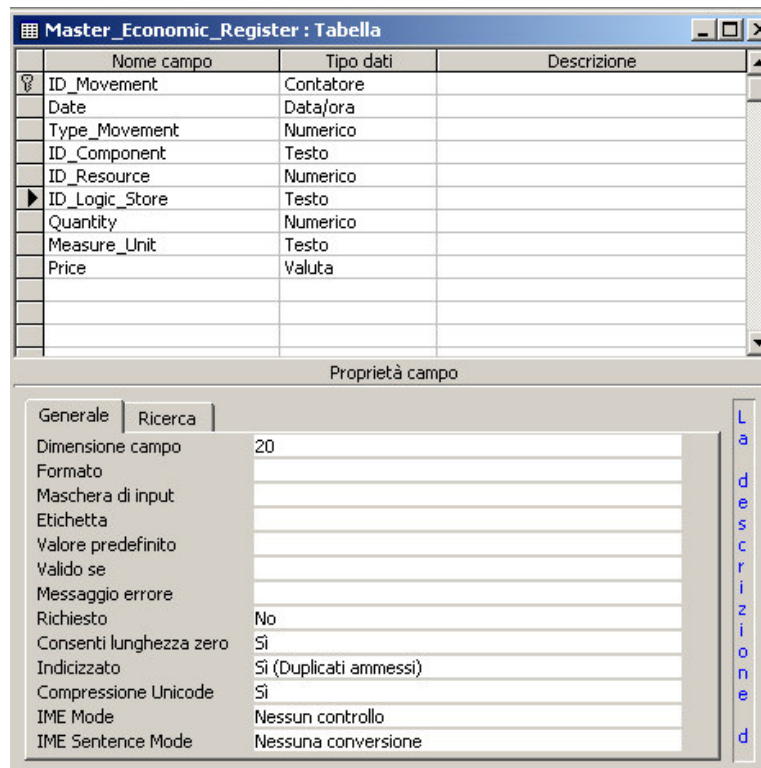 Master_Economic_Register : Tabella
Nome campo Tipo dati Descrizione
ID_Movement Contatore
Date Data/ora
Type_Movement Numerico
ID_Component Testo
ID_Resource Numerico
ID_Logic_Store Testo
Quantity Numerico
Measure_Unit Testo
Price Valuta
Proprietà campo
Generale Ricerca
Dimensione campo 20
Formato
Maschera di input
Etichetta
Valore predefinito
Valido se
Messaggio errore
Richiesto No
Consenti lunghezza zero Sì
Indicizzato Sì (Duplicati ammessi)
Compressione Unicode Sì
IME Mode Nessun controllo
IME Sentence Mode Nessuna conversione
La descrizione d